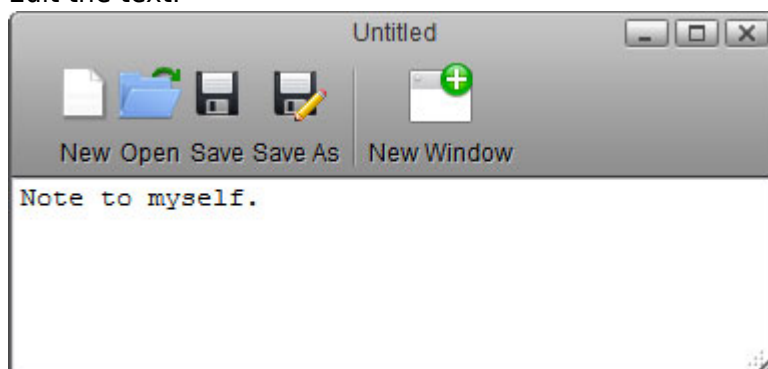 Edit the text.
Untitled
New Open Save Save As New Window
Note to myself.